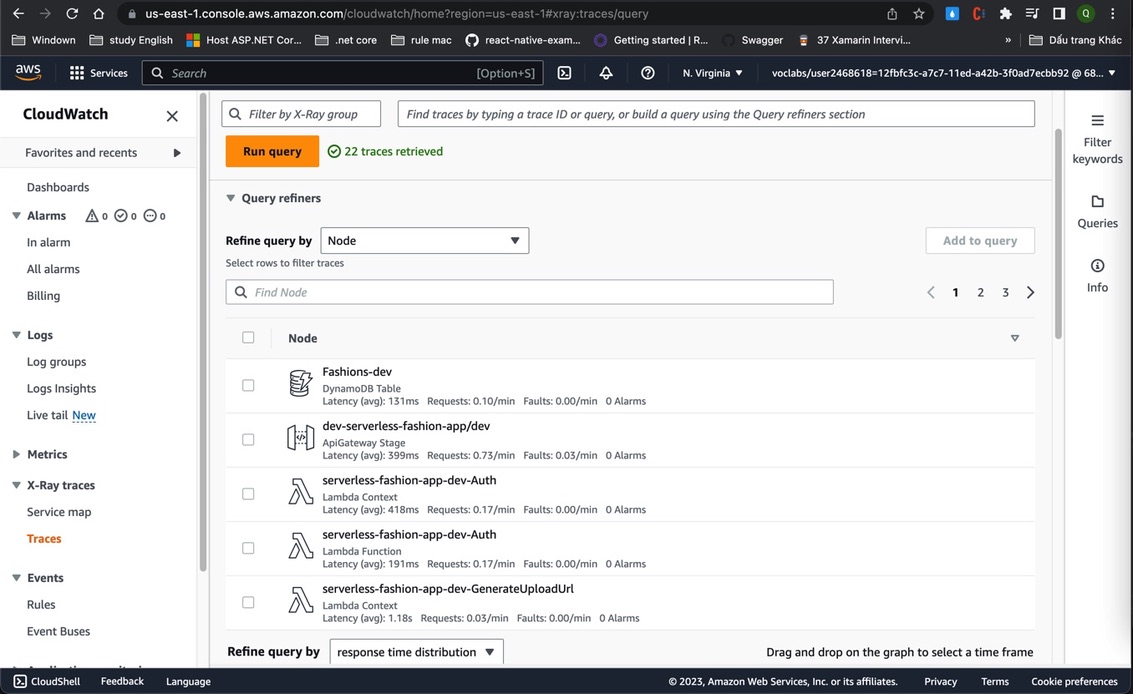 us-east-1.console.aws.amazon.com/cloudwatch/home?region=us-east-1#xray:traces/query
Window
study English
Host ASP.NET Cor...
.net core
rule mac
react-native-exam...
Getting started | R...
Swagger
37 Xamarin Intervi...
»
Dấu trang Khác
aws
Services
Search
[Option+S]
N. Virginia
voclabs/user2468618=12fbfc3c-a7c7-11ed-a42b-3f0ad7ecbb92 @ 68...
CloudWatch
Favorites and recents
Dashboards
Alarms 0 0 0
In alarm
All alarms
Billing
Logs
Log groups
Logs Insights
Live tail New
Metrics
X-Ray traces
Service map
Traces
Events
Rules
Event Buses
Filter by X-Ray group
Find traces by typing a trace ID or query, or build a query using the Query refiners section
Run query
22 traces retrieved
Query refiners
Refine query by
Node
Add to query
Select rows to filter traces
Find Node
1 2 3
Node
Fashions-dev
DynamoDB Table
Latency (avg): 131ms Requests: 0.10/min Faults: 0.00/min 0 Alarms
dev-serverless-fashion-app/dev
ApiGateway Stage
Latency (avg): 399ms Requests: 0.73/min Faults: 0.03/min 0 Alarms
serverless-fashion-app-dev-Auth
Lambda Context
Latency (avg): 418ms Requests: 0.17/min Faults: 0.00/min 0 Alarms
serverless-fashion-app-dev-Auth
Lambda Function
Latency (avg): 191ms Requests: 0.17/min Faults: 0.00/min 0 Alarms
serverless-fashion-app-dev-GenerateUploadUrl
Lambda Context
Latency (avg): 1.18s Requests: 0.03/min Faults: 0.00/min 0 Alarms
Refine query by
response time distribution
Drag and drop on the graph to select a time frame
Filter
keywords
Queries
Info
CloudShell
Feedback
Language
© 2023, Amazon Web Services, Inc. or its affiliates.
Privacy
Terms
Cookie preferences